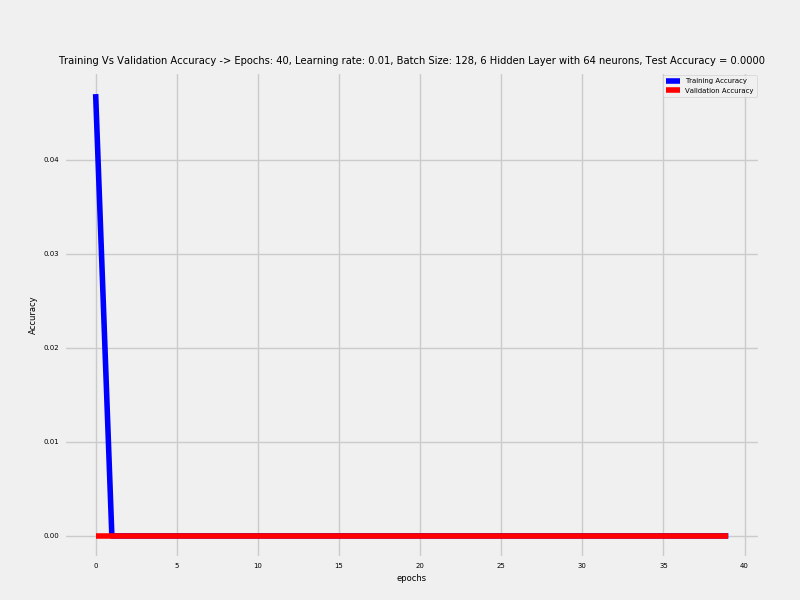 Training Vs Validation Accuracy -> Epochs: 40, Learning rate: 0.01, Batch Size: 128, 6 Hidden Layer with 64 neurons, Test Accuracy = 0.0000
Training Accuracy
Validation Accuracy
0.04
0.03
0.02
0.01
0.00
Accuracy
0 5 10 15 20 25 30 35 40
epochs